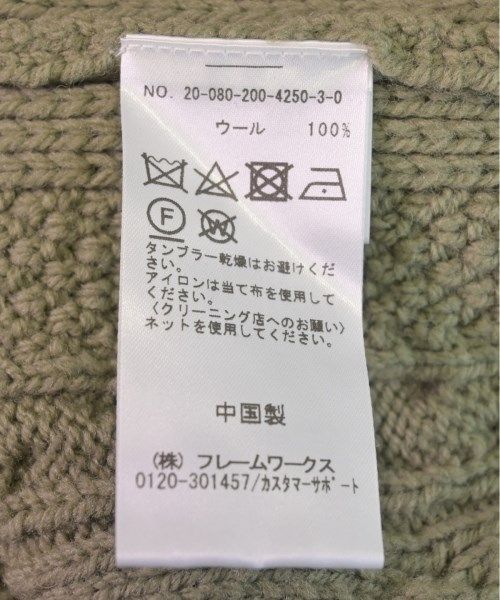 NO. 20-080-200-4250-3-0
ウール 100%
F W
タンブラー乾燥はお避けくだ
さい。
アイロンは当て布を使用して
ください。
〈クリーニング店へのお願い〉
ネットを使用してください。
中国製
(株) フレームワークス
0120-301457/カスタマーサポート